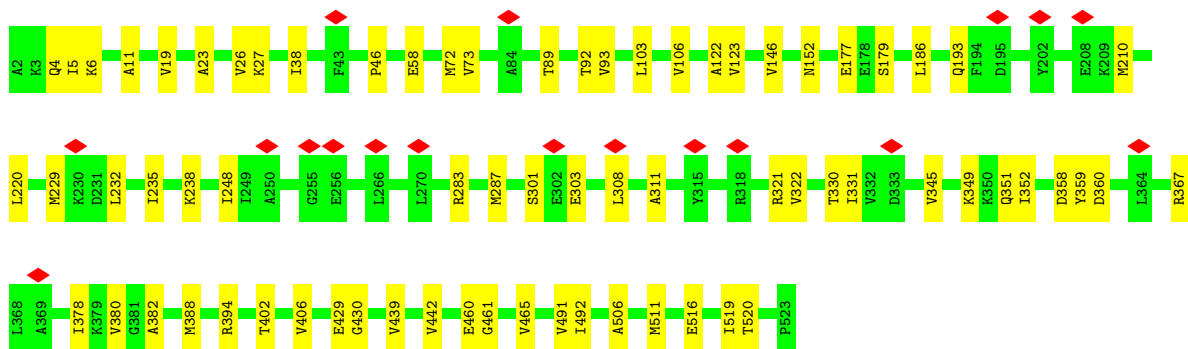 A2 K3 Q4 I5 K6 A11 V19 A23 V26 K27 I38 F43 P46 E58 M72 V73 A84 T89 T92 V93 L103 V106 A122 V123 V146 N152 E177 E178 S179 L186 Q193 F194 D195 Y202 E208 K209 M210
L220 M229 K230 D231 L232 I235 K238 I248 I249 A250 G255 E256 L266 L270 R283 M287 S301 E302 E303 L308 A311 Y315 R318 R321 V322 T330 I331 V332 D333 V345 K349 K350 Q351 I352 D358 Y359 D360 L364 R367
L368 A369 I378 K379 V380 G381 A382 M388 R394 T402 V406 E429 G430 V439 V442 E460 G461 V465 V491 I492 A506 M511 E516 I519 T520 P523